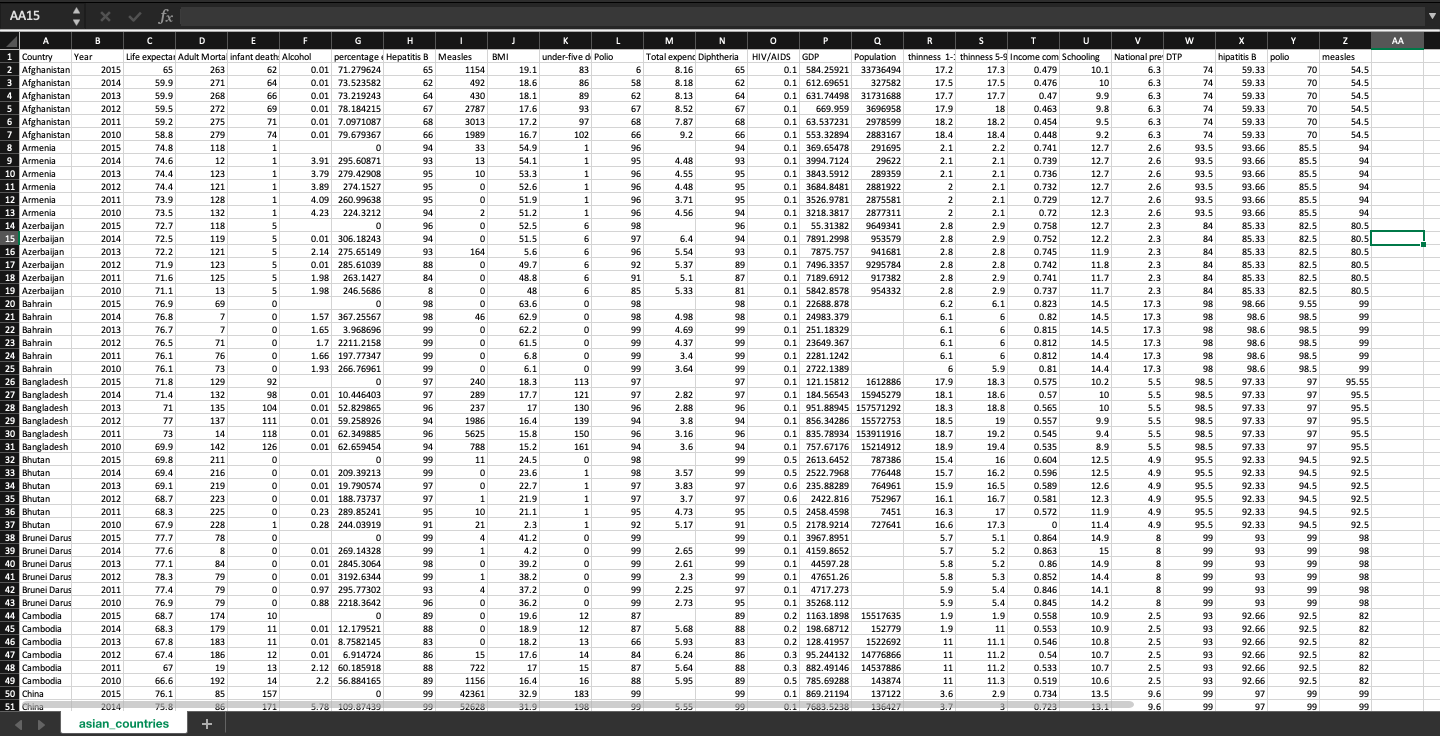 AA15 fx
A B C D E F G H I J K L M N O P Q R S T U V W X Y Z AA
1 Country Year Life expectar Adult Morta infant death: Alcohol percentage e Hepatitis B Measles BMI under-five d Polio Total expend Diphtheria HIV/AIDS GDP Population thinness 1-: thinness 5-9 Income com Schooling National pre DTP hipatitis B polio measles
2 Afghanistan 2015 65 263 62 0.01 71.279624 65 1154 19.1 83 6 8.16 65 0.1 584.25921 33736494 17.2 17.3 0.479 10.1 6.3 74 59.33 70 54.5
3 Afghanistan 2014 59.9 271 64 0.01 73.523582 62 492 18.6 86 58 8.18 62 0.1 612.69651 327582 17.5 17.5 0.476 10 6.3 74 59.33 70 54.5
4 Afghanistan 2013 59.9 268 66 0.01 73.219243 64 430 18.1 89 62 8.13 64 0.1 631.74498 31731688 17.7 17.7 0.47 9.9 6.3 74 59.33 70 54.5
5 Afghanistan 2012 59.5 272 69 0.01 78.184215 67 2787 17.6 93 67 8.52 67 0.1 669.959 3696958 17.9 18 0.463 9.8 6.3 74 59.33 70 54.5
6 Afghanistan 2011 59.2 275 71 0.01 7.0971087 68 3013 17.2 97 68 7.87 68 0.1 63.537231 2978599 18.2 18.2 0.454 9.5 6.3 74 59.33 70 54.5
7 Afghanistan 2010 58.8 279 74 0.01 79.679367 66 1989 16.7 102 66 9.2 66 0.1 553.32894 2883167 18.4 18.4 0.448 9.2 6.3 74 59.33 70 54.5
8 Armenia 2015 74.8 118 1 0 94 33 54.9 1 96 94 0.1 369.65478 291695 2.1 2.2 0.741 12.7 2.6 93.5 93.66 85.5 94
9 Armenia 2014 74.6 12 1 3.91 295.60871 93 13 54.1 1 95 4.48 93 0.1 3994.7124 29622 2.1 2.1 0.739 12.7 2.6 93.5 93.66 85.5 94
10 Armenia 2013 74.4 123 1 3.79 279.42908 95 10 53.3 1 96 4.55 95 0.1 3843.5912 289359 2.1 2.1 0.736 12.7 2.6 93.5 93.66 85.5 94
11 Armenia 2012 74.4 121 1 3.89 274.1527 95 0 52.6 1 96 4.48 95 0.1 3684.8481 2881922 2 2.1 0.732 12.7 2.6 93.5 93.66 85.5 94
12 Armenia 2011 73.9 128 1 4.09 260.99638 95 0 51.9 1 96 3.71 95 0.1 3526.9781 2875581 2 2.1 0.729 12.7 2.6 93.5 93.66 85.5 94
13 Armenia 2010 73.5 132 1 4.23 224.3212 94 2 51.2 1 96 4.56 94 0.1 3218.3817 2877311 2 2.1 0.72 12.3 2.6 93.5 93.66 85.5 94
14 Azerbaijan 2015 72.7 118 5 0 96 0 52.5 6 98 96 0.1 55.31382 9649341 2.8 2.9 0.758 12.7 2.3 84 85.33 82.5 80.5
15 Azerbaijan 2014 72.5 119 5 0.01 306.18243 94 0 51.5 6 97 6.4 94 0.1 7891.2998 953579 2.8 2.9 0.752 12.2 2.3 84 85.33 82.5 80.5
16 Azerbaijan 2013 72.2 121 5 2.14 275.65149 93 164 5.6 6 96 5.54 93 0.1 7875.757 941681 2.8 2.8 0.745 11.9 2.3 84 85.33 82.5 80.5
17 Azerbaijan 2012 71.9 123 5 0.01 285.61039 88 0 49.7 6 92 5.37 89 0.1 7496.3357 9295784 2.8 2.8 0.742 11.8 2.3 84 85.33 82.5 80.5
18 Azerbaijan 2011 71.6 125 5 1.98 263.1427 84 0 48.8 6 91 5.1 87 0.1 7189.6912 917382 2.8 2.9 0.741 11.7 2.3 84 85.33 82.5 80.5
19 Azerbaijan 2010 71.1 13 5 1.98 246.5686 8 0 48 6 85 5.33 81 0.1 5842.8578 954332 2.8 2.9 0.737 11.7 2.3 84 85.33 82.5 80.5
20 Bahrain 2015 76.9 69 0 0 98 0 63.6 0 98 98 0.1 22688.878 6.2 6.1 0.823 14.5 17.3 98 98.66 9.55 99
21 Bahrain 2014 76.8 7 0 1.57 367.25567 98 46 62.9 0 98 4.98 98 0.1 24983.379 6.1 6 0.82 14.5 17.3 98 98.6 98.5 99
22 Bahrain 2013 76.7 7 0 1.65 3.968696 99 0 62.2 0 99 4.69 99 0.1 251.18329 6.1 6 0.815 14.5 17.3 98 98.6 98.5 99
23 Bahrain 2012 76.5 71 0 1.7 2211.2158 99 0 61.5 0 99 4.37 99 0.1 23649.367 6.1 6 0.812 14.5 17.3 98 98.6 98.5 99
24 Bahrain 2011 76.1 76 0 1.66 197.77347 99 0 6.8 0 99 3.4 99 0.1 2281.1242 6.1 6 0.812 14.4 17.3 98 98.6 98.5 99
25 Bahrain 2010 76.1 73 0 1.93 266.76961 99 0 6.1 0 99 3.64 99 0.1 2722.1389 6 5.9 0.81 14.4 17.3 98 98.6 98.5 99
26 Bangladesh 2015 71.8 129 92 0 97 240 18.3 113 97 97 0.1 121.15812 1612886 17.9 18.3 0.575 10.2 5.5 98.5 97.33 97 95.55
27 Bangladesh 2014 71.4 132 98 0.01 10.446403 97 289 17.7 121 97 2.82 97 0.1 184.56543 15945279 18.1 18.6 0.57 10 5.5 98.5 97.33 97 95.5
28 Bangladesh 2013 71 135 104 0.01 52.829865 96 237 17 130 96 2.88 96 0.1 951.88945 157571292 18.3 18.8 0.565 10 5.5 98.5 97.33 97 95.5
29 Bangladesh 2012 77 137 111 0.01 59.258926 94 1986 16.4 139 94 3.8 94 0.1 856.34286 15572753 18.5 19 0.557 9.9 5.5 98.5 97.33 97 95.5
30 Bangladesh 2011 73 14 118 0.01 62.349885 96 5625 15.8 150 96 3.16 96 0.1 835.78934 153911916 18.7 19.2 0.545 9.4 5.5 98.5 97.33 97 95.5
31 Bangladesh 2010 69.9 142 126 0.01 62.659454 94 788 15.2 161 94 3.6 94 0.1 757.67176 15214912 18.9 19.4 0.535 8.9 5.5 98.5 97.33 97 95.5
32 Bhutan 2015 69.8 211 0 0 99 11 24.5 0 98 99 0.5 2613.6452 787386 15.4 16 0.604 12.5 4.9 95.5 92.33 94.5 92.5
33 Bhutan 2014 69.4 216 0 0.01 209.39213 99 0 23.6 1 98 3.57 99 0.5 2522.7968 776448 15.7 16.2 0.596 12.5 4.9 95.5 92.33 94.5 92.5
34 Bhutan 2013 69.1 219 0 0.01 19.790574 97 0 22.7 1 97 3.83 97 0.6 235.88289 764961 15.9 16.5 0.589 12.6 4.9 95.5 92.33 94.5 92.5
35 Bhutan 2012 68.7 223 0 0.01 188.73737 97 1 21.9 1 97 3.7 97 0.6 2422.816 752967 16.1 16.7 0.581 12.3 4.9 95.5 92.33 94.5 92.5
36 Bhutan 2011 68.3 225 0 0.23 289.85241 95 10 21.1 1 95 4.73 95 0.5 2458.4598 7451 16.3 17 0.572 11.9 4.9 95.5 92.33 94.5 92.5
37 Bhutan 2010 67.9 228 1 0.28 244.03919 91 21 2.3 1 92 5.17 91 0.5 2178.9214 727641 16.6 17.3 0 11.4 4.9 95.5 92.33 94.5 92.5
38 Brunei Darus 2015 77.7 78 0 0 99 4 41.2 0 99 99 0.1 3967.8951 5.7 5.1 0.864 14.9 8 99 93 99 98
39 Brunei Darus 2014 77.6 8 0 0.01 269.14328 99 1 4.2 0 99 2.65 99 0.1 4159.8652 5.7 5.2 0.863 15 8 99 93 99 98
40 Brunei Darus 2013 77.1 84 0 0.01 2845.3064 98 0 39.2 0 99 2.61 99 0.1 44597.28 5.8 5.2 0.86 14.9 8 99 93 99 98
41 Brunei Darus 2012 78.3 79 0 0.01 3192.6344 99 1 38.2 0 99 2.3 99 0.1 47651.26 5.8 5.3 0.852 14.4 8 99 93 99 98
42 Brunei Darus 2011 77.4 79 0 0.97 295.77302 93 4 37.2 0 99 2.25 97 0.1 4717.273 5.9 5.4 0.846 14.1 8 99 93 99 98
43 Brunei Darus 2010 76.9 79 0 0.88 2218.3642 96 0 36.2 0 99 2.73 95 0.1 35268.112 5.9 5.4 0.845 14.2 8 99 93 99 98
44 Cambodia 2015 68.7 174 10 0 89 0 19.6 12 87 89 0.2 1163.1898 15517635 1.9 1.9 0.558 10.9 2.5 93 92.66 92.5 82
45 Cambodia 2014 68.3 179 11 0.01 12.179521 88 0 18.9 12 87 5.68 88 0.2 198.68712 152779 1.9 11 0.553 10.9 2.5 93 92.66 92.5 82
46 Cambodia 2013 67.8 183 11 0.01 8.7582145 83 0 18.2 13 66 5.93 83 0.2 128.41957 1522692 11 11.1 0.546 10.8 2.5 93 92.66 92.5 82
47 Cambodia 2012 67.4 186 12 0.01 6.914724 86 15 17.6 14 84 6.24 86 0.3 95.244132 14776866 11 11.2 0.54 10.7 2.5 93 92.66 92.5 82
48 Cambodia 2011 67 19 13 2.12 60.185918 88 722 17 15 87 5.64 88 0.3 882.49146 14537886 11 11.2 0.533 10.7 2.5 93 92.66 92.5 82
49 Cambodia 2010 66.6 192 14 2.2 56.884165 89 1156 16.4 16 88 5.95 89 0.5 785.69288 143874 11 11.3 0.519 10.6 2.5 93 92.66 92.5 82
50 China 2015 76.1 85 157 0 99 42361 32.9 183 99 99 0.1 869.21194 137122 3.6 2.9 0.734 13.5 9.6 99 97 99 99
51 China 2014 75.8 86 171 5.78 109.87439 99 52628 31.9 198 99 5.55 99 0.1 7683.5238 136427 3.7 3 0.723 13.1 9.6 99 97 99 99
asian_countries +